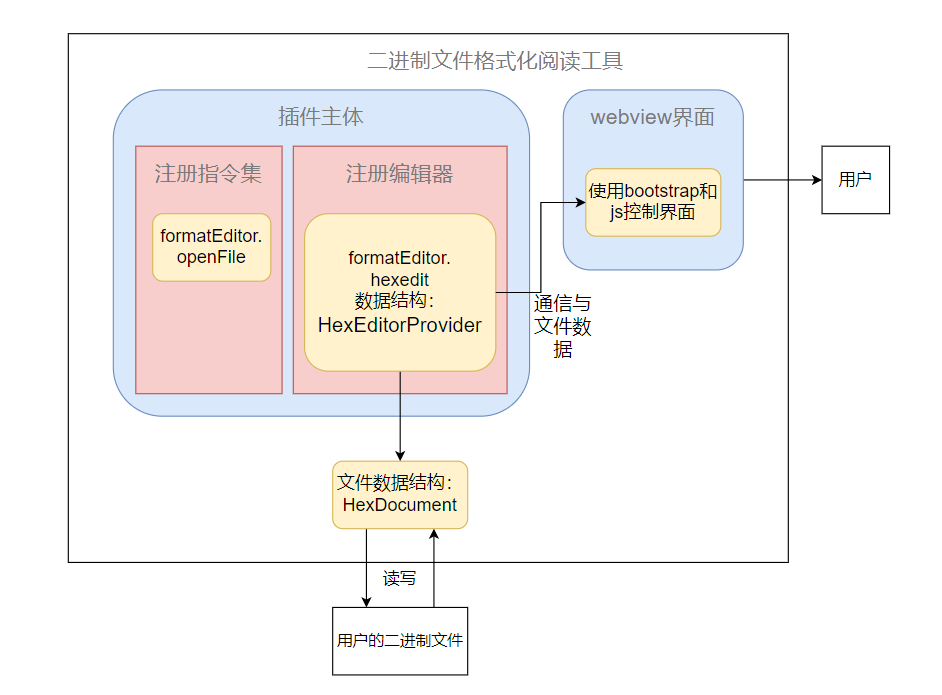 二进制文件格式化阅读工具
插件主体
webview界面
注册指令集
注册编辑器
formatEditor.
openFile
formatEditor.
hexedit
数据结构：
HexEditorProvider
使用bootstrap和
js控制界面
用户
通信与
文件数
据
文件数据结构：
HexDocument
读写
用户的二进制文件